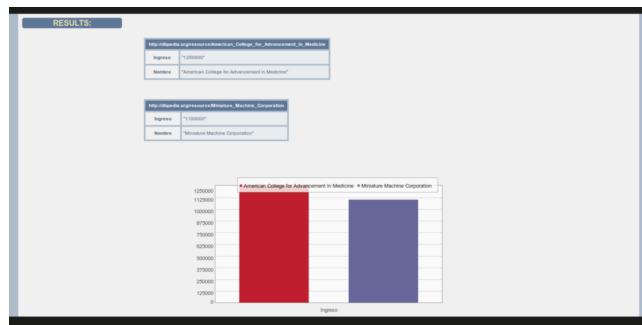 RESULTS:
http://dbpedia.org/resource/American_College_for_Advancement_in_Medicine
Ingreso "1250000"
Nombre "American College for Advancement in Medicine"
http://dbpedia.org/resource/Miniature_Machine_Corporation
Ingreso "1100000"
Nombre "Miniature Machine Corporation"
American College for Advancement in Medicine Miniature Machine Corporation
1250000
1125000
1000000
875000
750000
625000
500000
375000
250000
125000
0
Ingreso